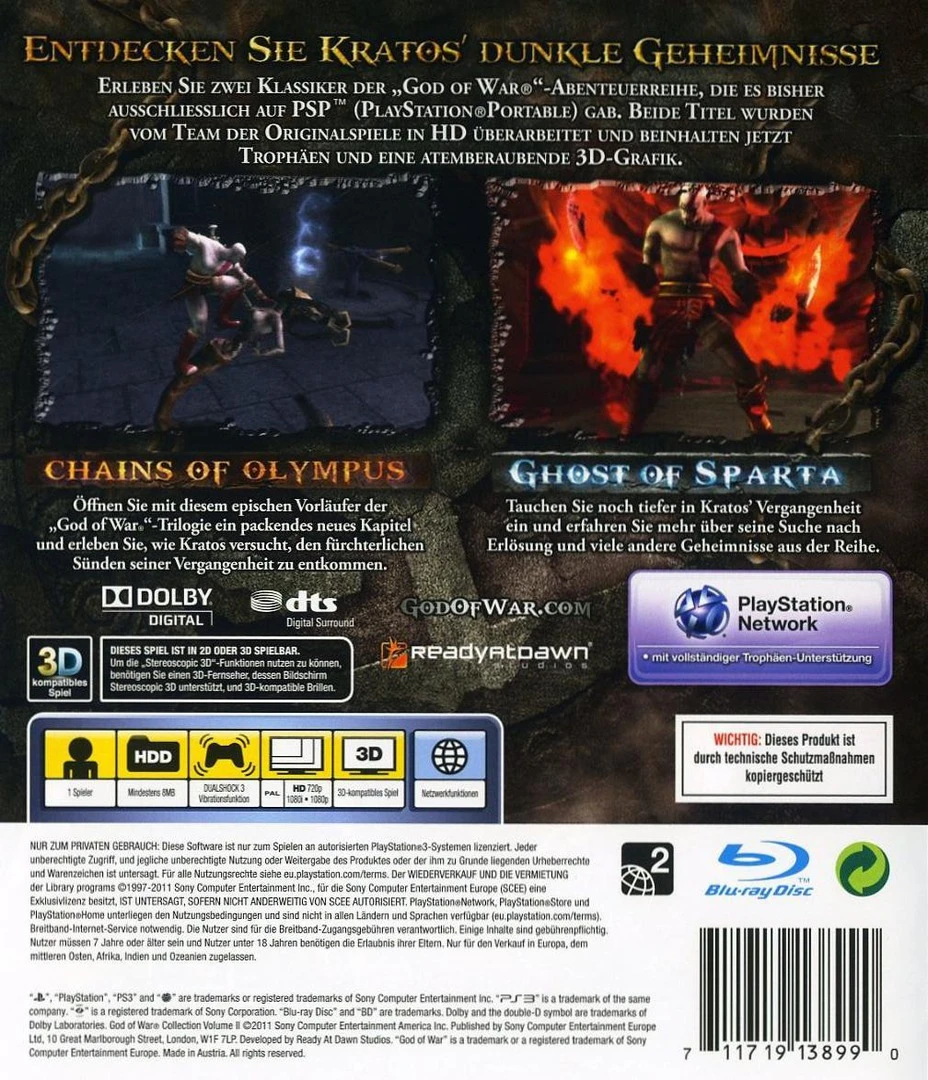 ENTDECKEN SIE KRATOS' DUNKLE GEHEIMNISSE
ERLEBEN SIE ZWEI KLASSIKER DER „GOD OF WAR®“-ABENTEUERREIHE, DIE ES BISHER
AUSSCHLIESSLICH AUF PSP™ (PLAYSTATION®PORTABLE) GAB. BEIDE TITEL WURDEN
VOM TEAM DER ORIGINALSPIELE IN HD ÜBERARBEITET UND BEINHALTEN JETZT
TROPHÄEN UND EINE ATEMBERAUBENDE 3D-GRAFIK.
CHAINS OF OLYMPUS
Öffnen Sie mit diesem epischen Vorläufer der
„God of War®“-Trilogie ein packendes neues Kapitel
und erleben Sie, wie Kratos versucht, den fürchterlichen
Sünden seiner Vergangenheit zu entkommen.
GHOST OF SPARTA
Tauchen Sie noch tiefer in Kratos' Vergangenheit
ein und erfahren Sie mehr über seine Suche nach
Erlösung und viele andere Geheimnisse aus der Reihe.
DOLBY
DIGITAL
dts
Digital Surround
GODOFWAR.COM
READYATDAWN®
STUDIOS
PlayStation®
Network
• mit vollständiger Trophäen-Unterstützung
3D
kompatibles
Spiel
DIESES SPIEL IST IN 2D ODER 3D SPIELBAR.
Um die „Stereoscopic 3D“-Funktionen nutzen zu können,
benötigen Sie einen 3D-Fernseher, dessen Bildschirm
Stereoscopic 3D unterstützt, und 3D-kompatible Brillen.
HDD
3D
1 Spieler
Mindestens 8MB
DUALSHOCK 3
Vibrationsfunktion
PAL
HD 720p
1080i • 1080p
3D-kompatibles Spiel
Netzwerkfunktionen
WICHTIG: Dieses Produkt ist
durch technische Schutzmaßnahmen
kopiergeschützt
NUR ZUM PRIVATEN GEBRAUCH: Diese Software ist nur zum Spielen an autorisierten PlayStation®3-Systemen lizenziert. Jeder
unberechtigte Zugriff, und jegliche unberechtigte Nutzung oder Weitergabe des Produktes oder der ihm zu Grunde liegenden Urheberrechte
und Warenzeichen ist untersagt. Für alle Nutzungsrechte siehe eu.playstation.com/terms. Der WIEDERVERKAUF UND DIE VERMIETUNG
der Library programs ©1997-2011 Sony Computer Entertainment Inc., für die Sony Computer Entertainment Europe (SCEE) eine
Exklusivlizenz besitzt, IST UNTERSAGT, SOFERN NICHT ANDERWEITIG VON SCEE AUTORISIERT. PlayStation®Network, PlayStation®Store und
PlayStation®Home unterliegen den Nutzungsbedingungen und sind nicht in allen Ländern und Sprachen verfügbar (eu.playstation.com/terms).
Breitband-Internet-Service notwendig. Die Nutzer sind für die Breitband-Zugangsgebühren verantwortlich. Einige Inhalte sind gebührenpflichtig.
Nutzer müssen 7 Jahre oder älter sein und Nutzer unter 18 Jahren benötigen die Erlaubnis ihrer Eltern. Nur für den Verkauf in Europa, dem
mittleren Osten, Afrika, Indien und Ozeanien zugelassen.
2
Blu-ray Disc™
“ ”, “PlayStation”, “PS3” and “ ” are trademarks or registered trademarks of Sony Computer Entertainment Inc. “PS3” is a trademark of the same
company. “ ” is a registered trademark of Sony Corporation. “Blu-ray Disc” and “BD” are trademarks. Dolby and the double-D symbol are trademarks of
Dolby Laboratories. God of War® Collection Volume II ©2011 Sony Computer Entertainment America Inc. Published by Sony Computer Entertainment Europe
Ltd, 10 Great Marlborough Street, London, W1F 7LP. Developed by Ready At Dawn Studios. “God of War” is a trademark or a registered trademark of Sony
Computer Entertainment Europe. Made in Austria. All rights reserved.
7 11719 13899 0